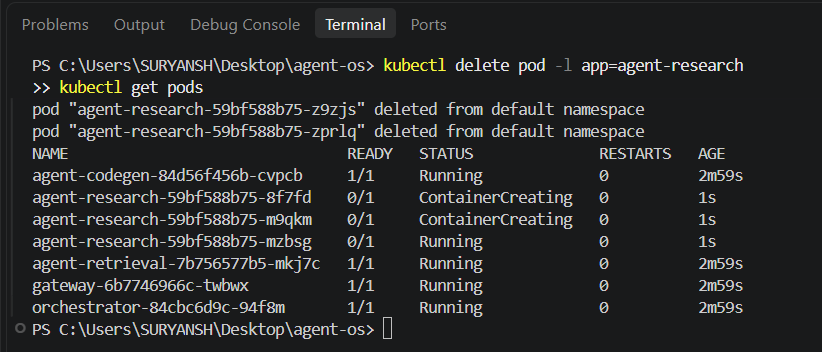 Problems Output Debug Console Terminal Ports
PS C:\Users\SURYANSH\Desktop\agent-os> kubectl delete pod -l app=agent-research
>> kubectl get pods
pod "agent-research-59bf588b75-z9zjs" deleted from default namespace
pod "agent-research-59bf588b75-zprlq" deleted from default namespace
NAME READY STATUS RESTARTS AGE
agent-codegen-84d56f456b-cvpcb 1/1 Running 0 2m59s
agent-research-59bf588b75-8f7fd 0/1 ContainerCreating 0 1s
agent-research-59bf588b75-m9qkm 0/1 ContainerCreating 0 1s
agent-research-59bf588b75-mzbsg 0/1 Running 0 1s
agent-retrieval-7b756577b5-mkj7c 1/1 Running 0 2m59s
gateway-6b7746966c-twbwx 1/1 Running 0 2m59s
orchestrator-84cbc6d9c-94f8m 1/1 Running 0 2m59s
PS C:\Users\SURYANSH\Desktop\agent-os>